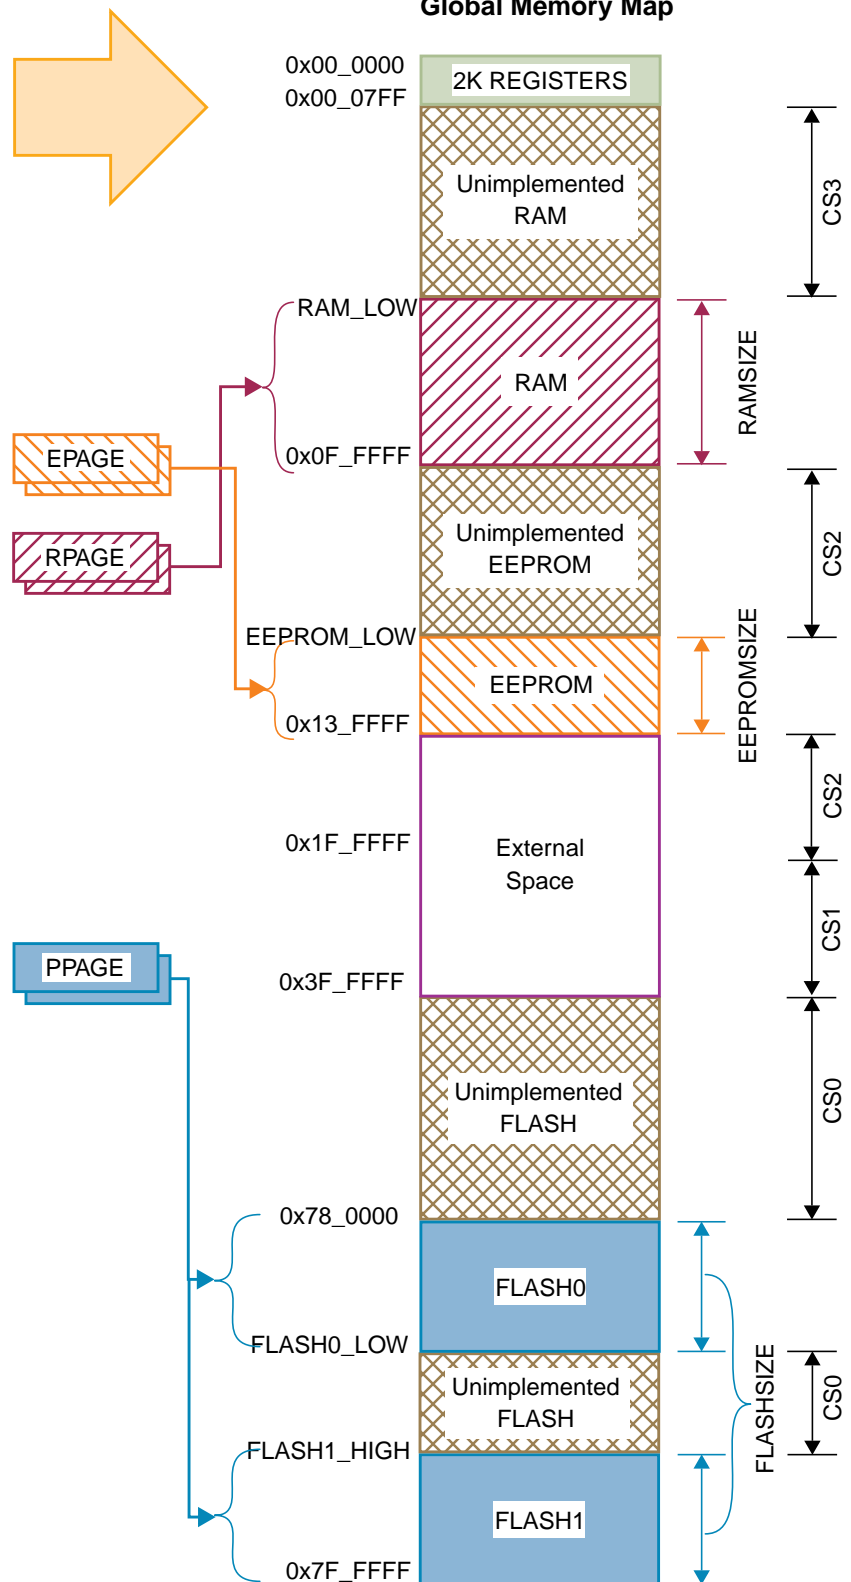 Global Memory Map
0x00_0000
2K REGISTERS
0x00_07FF
Unimplemented
RAM
CS3
RAM_LOW
RAM
RAMSIZE
0x0F_FFFF
EPAGE
RPAGE
Unimplemented
EEPROM
CS2
EEPROM_LOW
EEPROM
EEPROMSIZE
0x13_FFFF
CS2
0x1F_FFFF
External
Space
CS1
PPAGE
0x3F_FFFF
Unimplemented
FLASH
CS0
0x78_0000
FLASH0
FLASH0_LOW
Unimplemented
FLASH
FLASHSIZE
CS0
FLASH1_HIGH
FLASH1
0x7F_FFFF